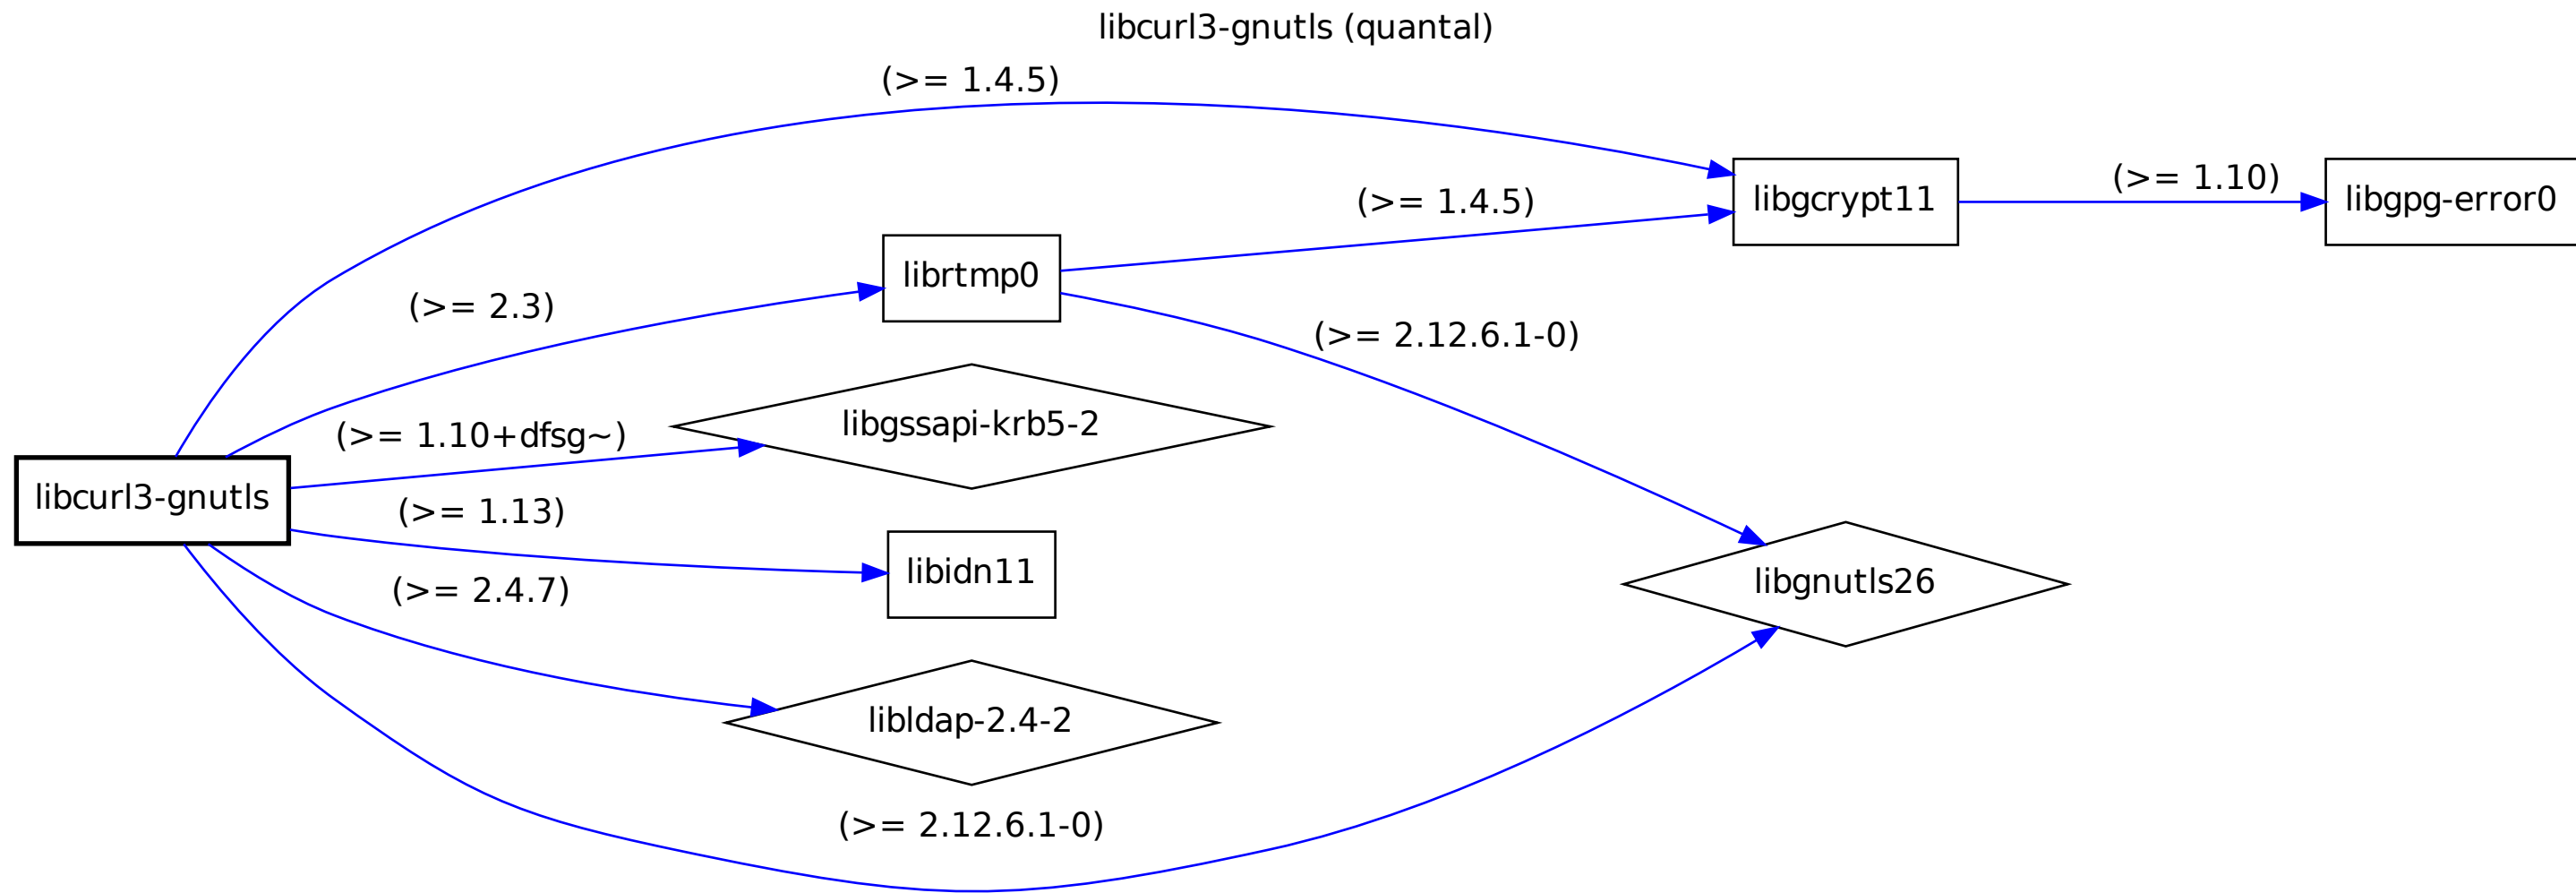 libcurl3-gnutls (quantal)
(>= 1.4.5)
(>= 1.10)
libgcrypt11
libgpg-error0
(>= 1.4.5)
librtmp0
(>= 2.3)
(>= 2.12.6.1-0)
libgssapi-krb5-2
(>= 1.10+dfsg~)
libcurl3-gnutls
(>= 1.13)
libidn11
libgnutls26
(>= 2.4.7)
libldap-2.4-2
(>= 2.12.6.1-0)